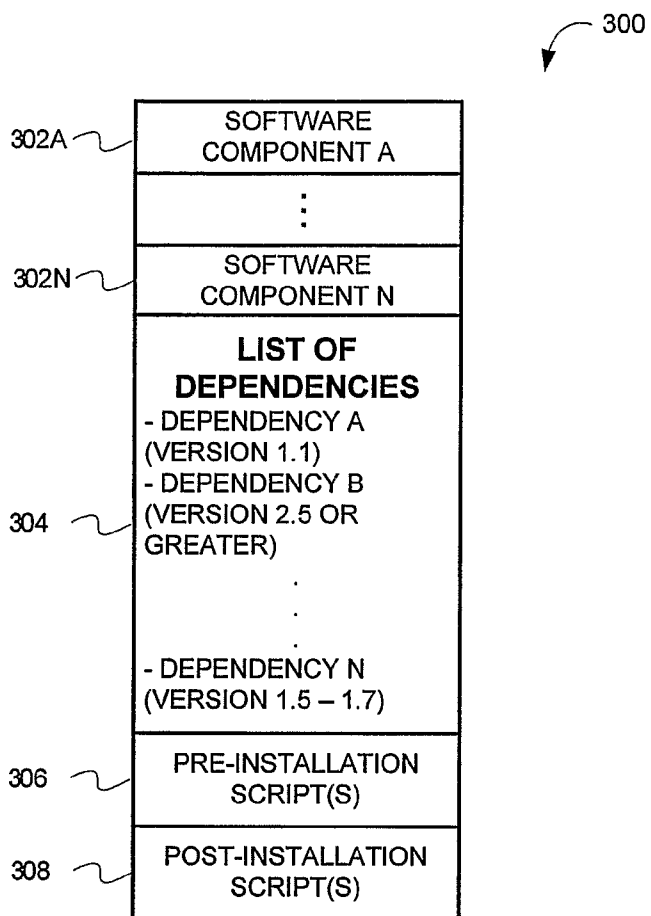 300
302A
SOFTWARE
COMPONENT A
⋮
302N
SOFTWARE
COMPONENT N
LIST OF
DEPENDENCIES
- DEPENDENCY A
(VERSION 1.1)
- DEPENDENCY B
304
(VERSION 2.5 OR
GREATER)
.
.
.
- DEPENDENCY N
(VERSION 1.5 – 1.7)
306
PRE-INSTALLATION
SCRIPT(S)
308
POST-INSTALLATION
SCRIPT(S)